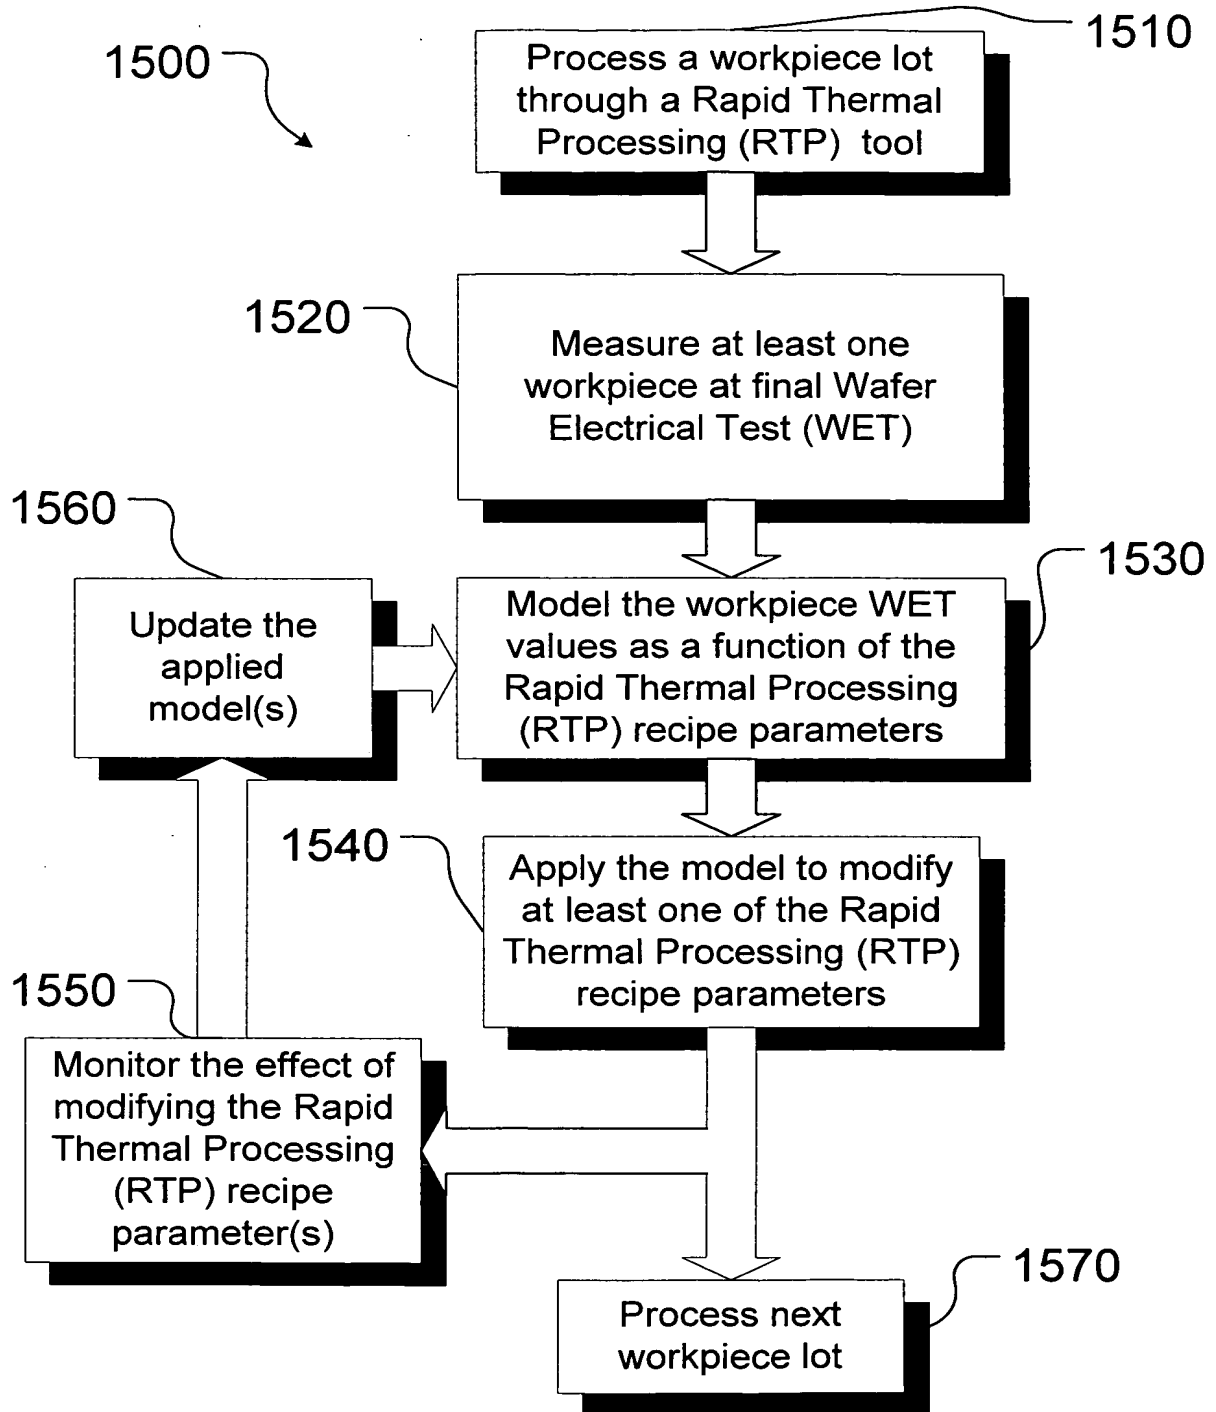 1500
1510
Process a workpiece lot
through a Rapid Thermal
Processing (RTP) tool
1520
Measure at least one
workpiece at final Wafer
Electrical Test (WET)
1560
Update the
applied
model(s)
1530
Model the workpiece WET
values as a function of the
Rapid Thermal Processing
(RTP) recipe parameters
1540
Apply the model to modify
at least one of the Rapid
Thermal Processing (RTP)
recipe parameters
1550
Monitor the effect of
modifying the Rapid
Thermal Processing
(RTP) recipe
parameter(s)
1570
Process next
workpiece lot